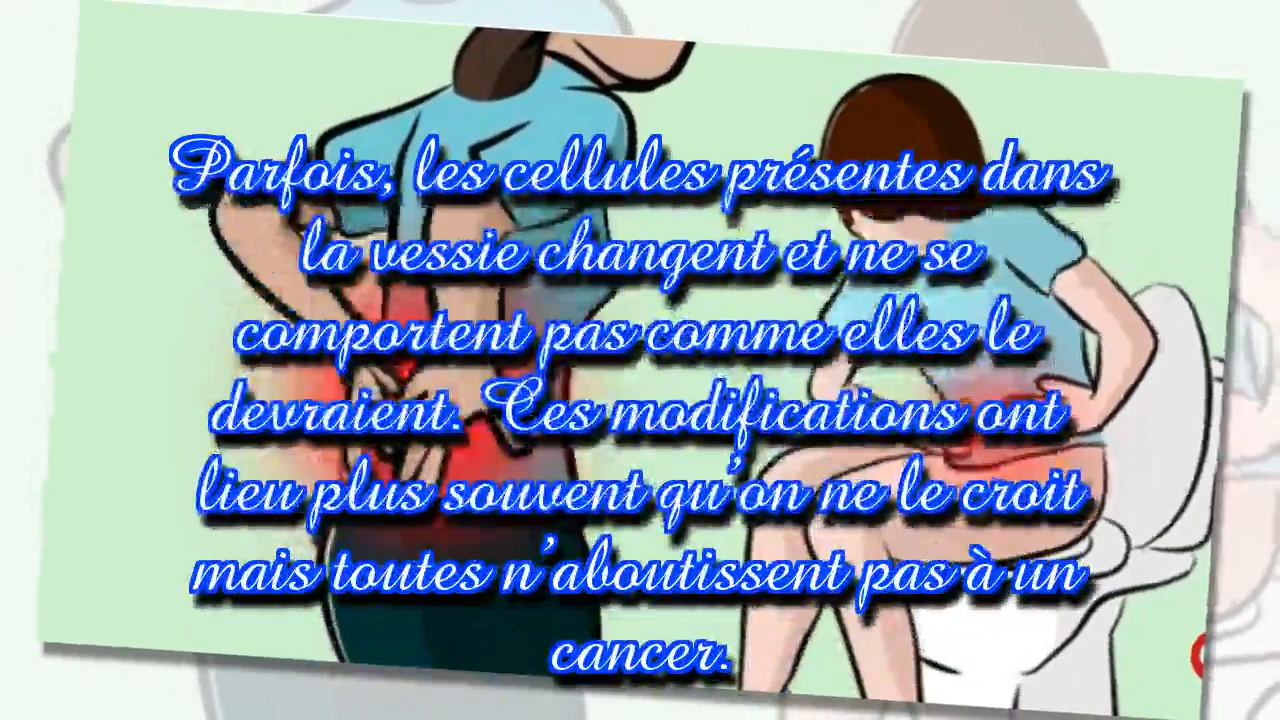 Parfois, les cellules présentes dans
la vessie changent et ne se
comportent pas comme elles le
devraient. Ces modifications ont
lieu plus souvent qu’on ne le croit
mais toutes n’aboutissent pas à un
cancer.